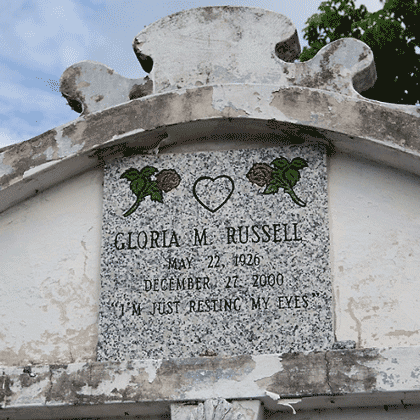 GLORIA M. RUSSELL
MAY 22, 1926
DECEMBER 27, 2000
"I'M JUST RESTING MY EYES"